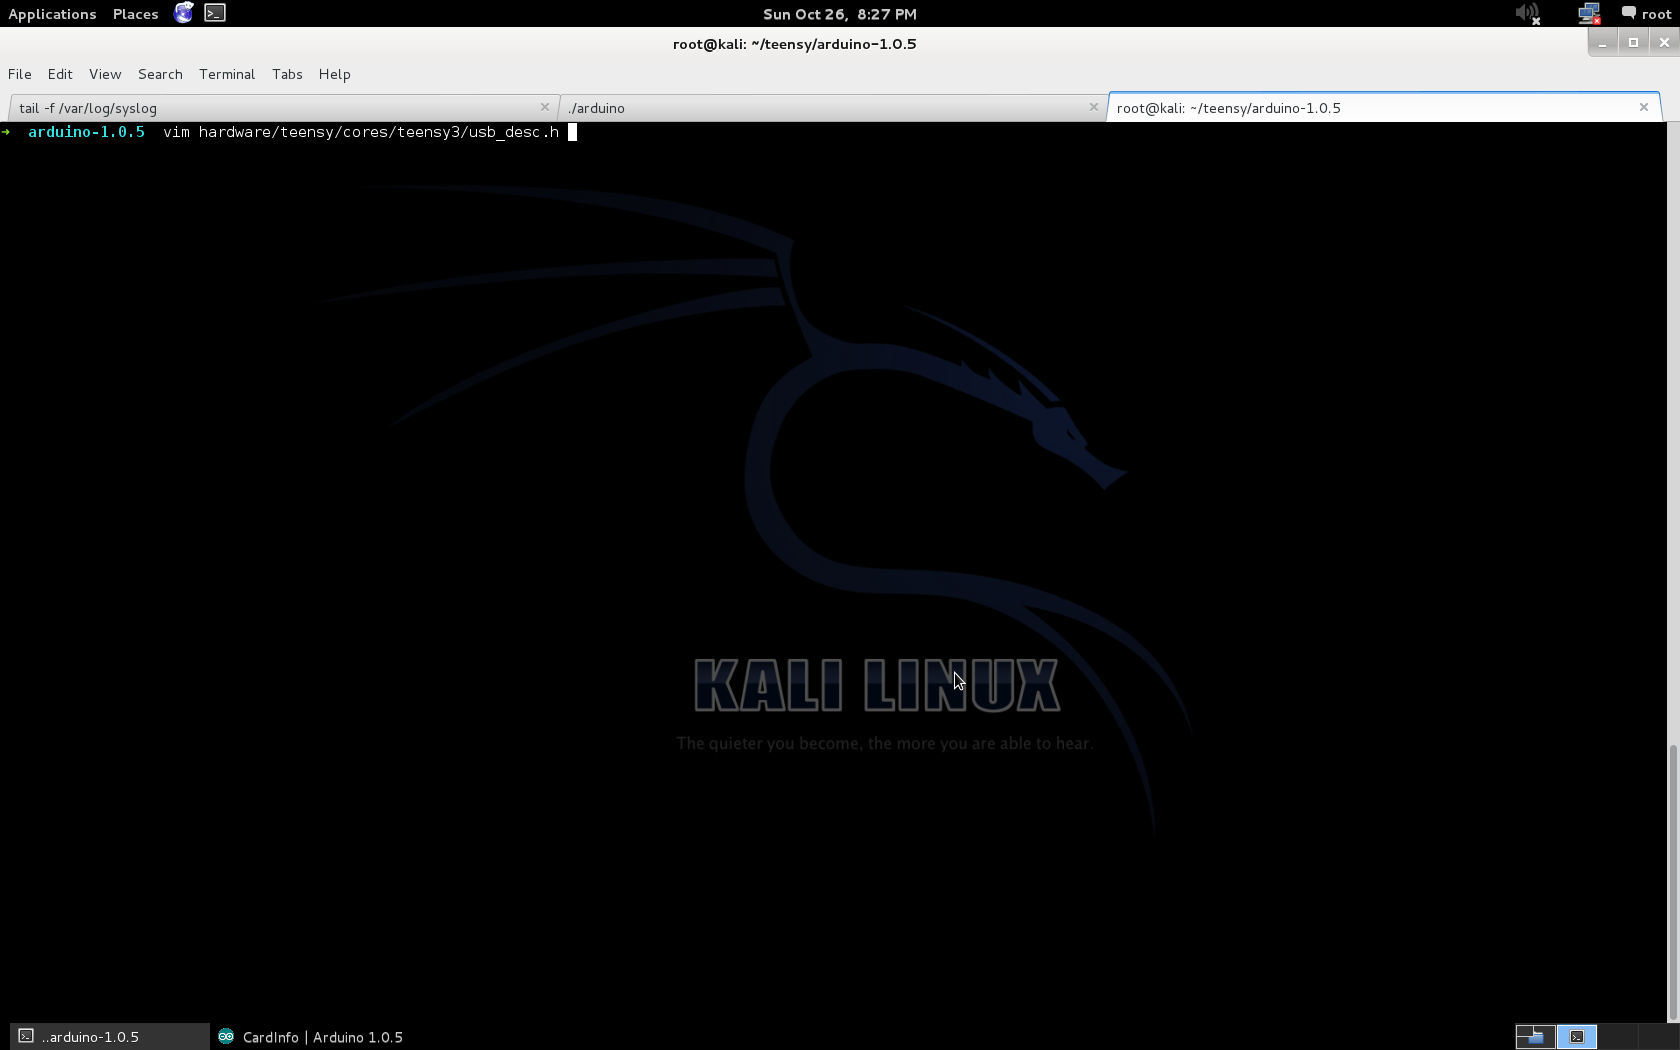 Applications Places Sun Oct 26, 8:27 PM root
root@kali: ~/teensy/arduino-1.0.5
File Edit View Search Terminal Tabs Help
tail -f /var/log/syslog ./arduino root@kali: ~/teensy/arduino-1.0.5
➜ arduino-1.0.5 vim hardware/teensy/cores/teensy3/usb_desc.h
KALI LINUX
The quieter you become, the more you are able to hear.
..arduino-1.0.5 CardInfo | Arduino 1.0.5